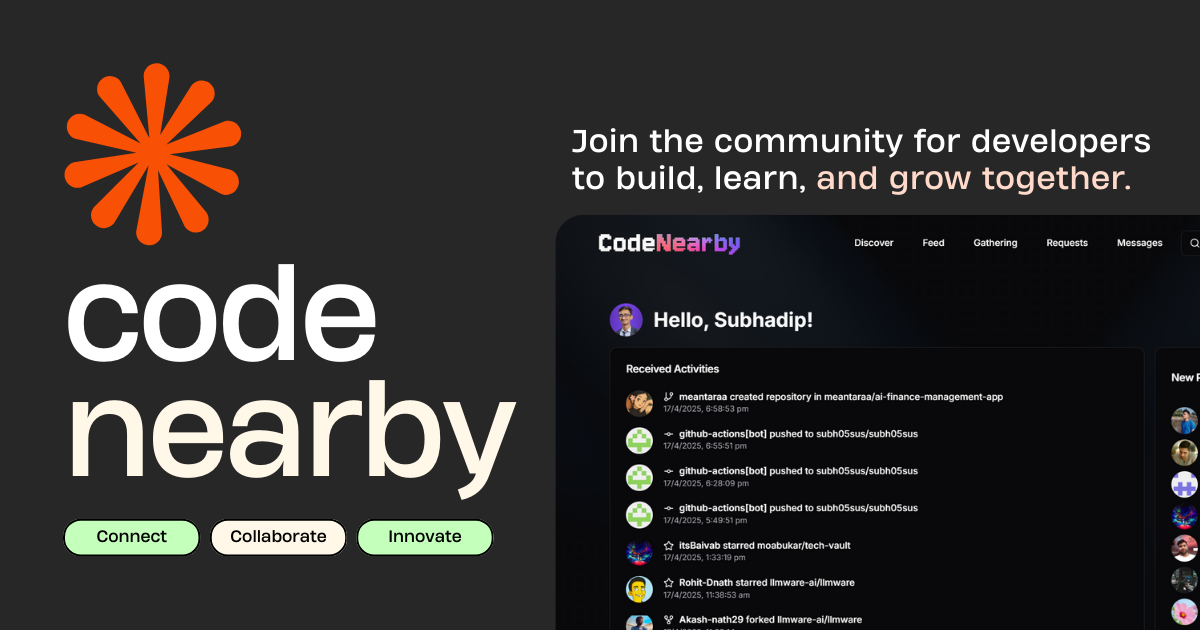 code
nearby
Connect
Collaborate
Innovate
Join the community for developers
to build, learn, and grow together.
CodeNearby
Discover
Feed
Gathering
Requests
Messages
Hello, Subhadip!
Received Activities
meantaraa created repository in meantaraa/ai-finance-management-app
17/4/2025, 6:58:53 pm
github-actions[bot] pushed to subh05sus/subh05sus
17/4/2025, 6:55:51 pm
github-actions[bot] pushed to subh05sus/subh05sus
17/4/2025, 6:28:09 pm
github-actions[bot] pushed to subh05sus/subh05sus
17/4/2025, 5:49:51 pm
itsBaivab starred moabukar/tech-vault
17/4/2025, 1:33:19 pm
Rohit-Dnath starred llmware-ai/llmware
17/4/2025, 11:38:53 am
Akash-nath29 forked llmware-ai/llmware
New